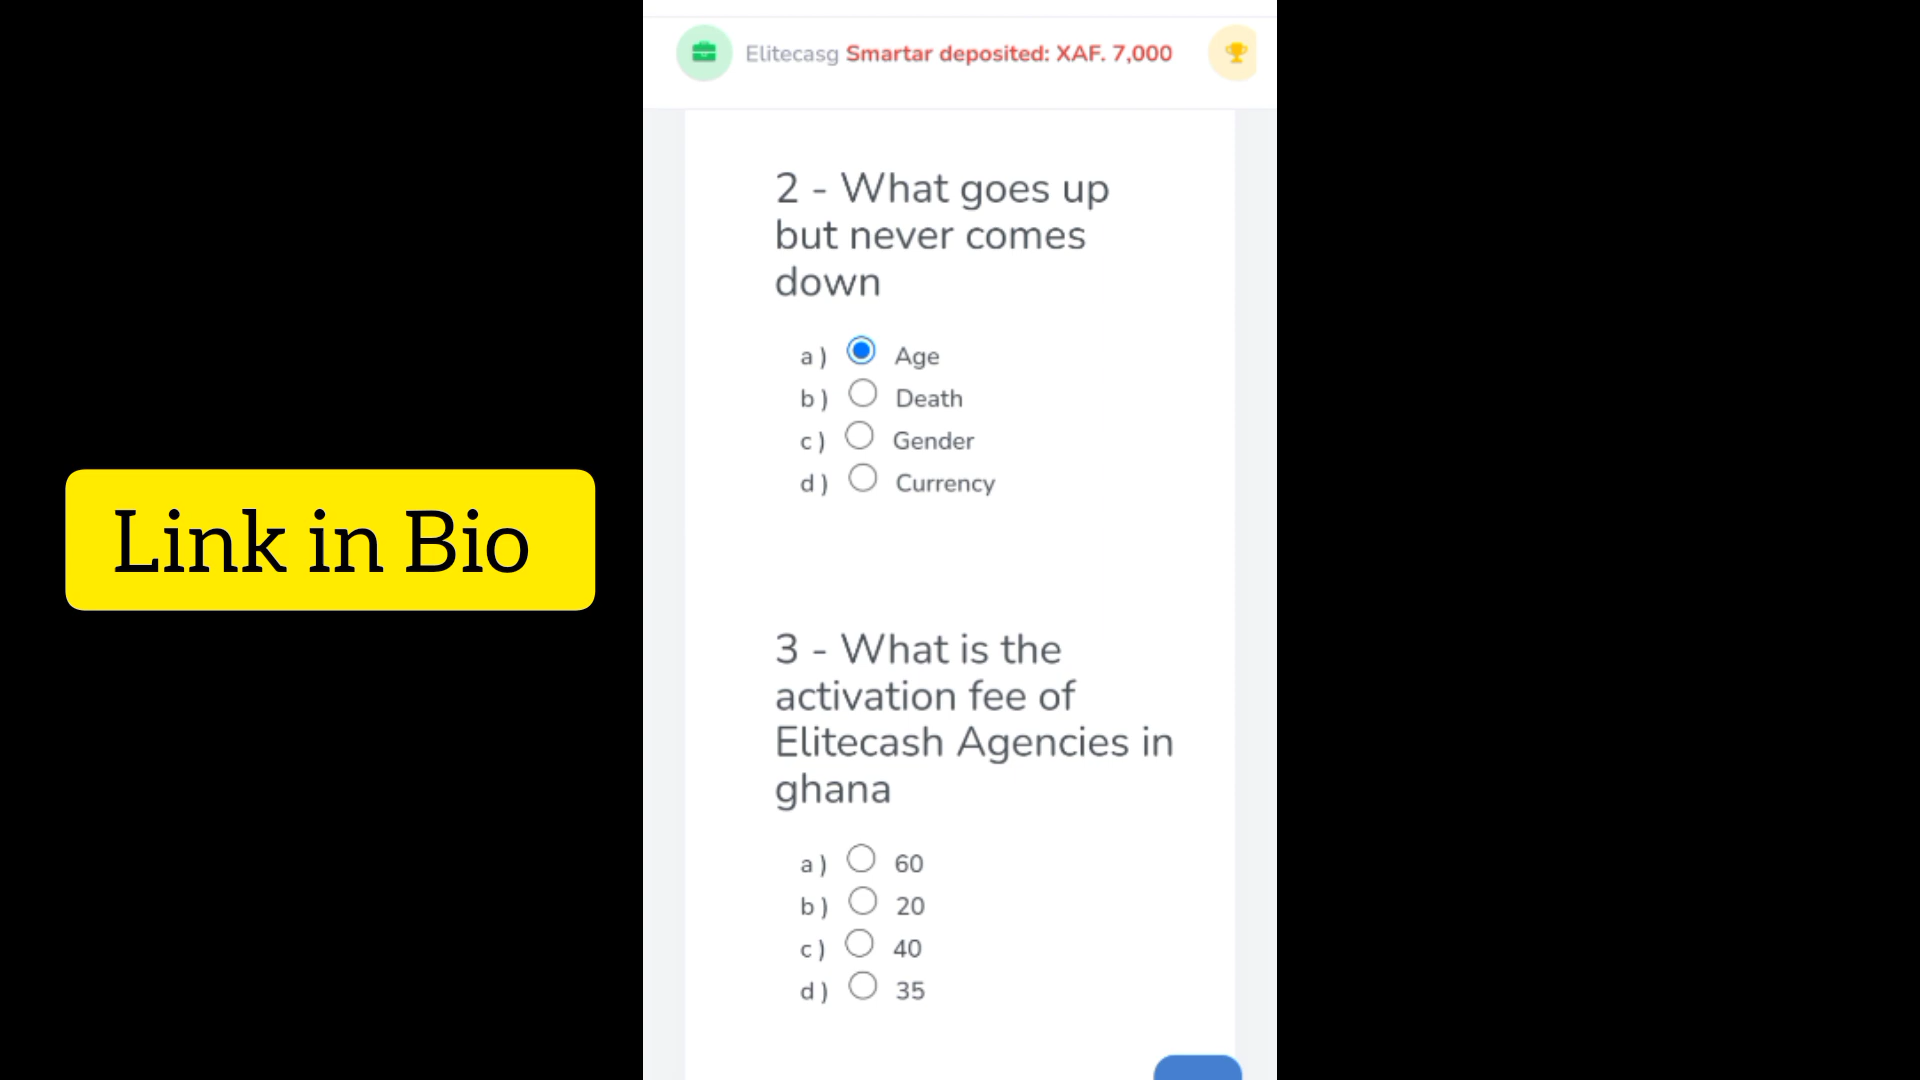 Elitecasg Smartar deposited: XAF. 7,000
2 - What goes up
but never comes
down
a ) Age
b ) Death
c ) Gender
d ) Currency
Link in Bio
3 - What is the
activation fee of
Elitecash Agencies in
ghana
a ) 60
b ) 20
c ) 40
d ) 35